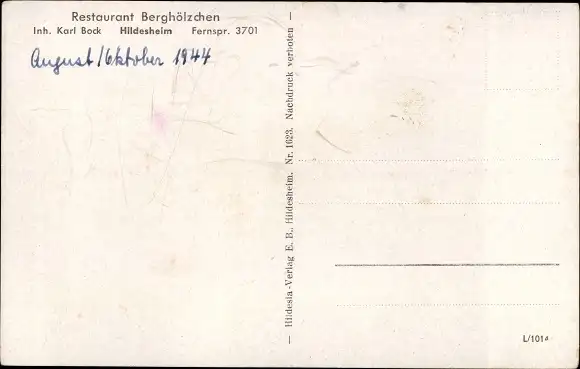 Restaurant Berghölzchen
Inh. Karl Bock Hildesheim Fernspr. 3701
August/Oktober 1944
— Hildesia-Verlag E. B., Hildesheim. Nr. 1623. Nachdruck verboten —
L/1014